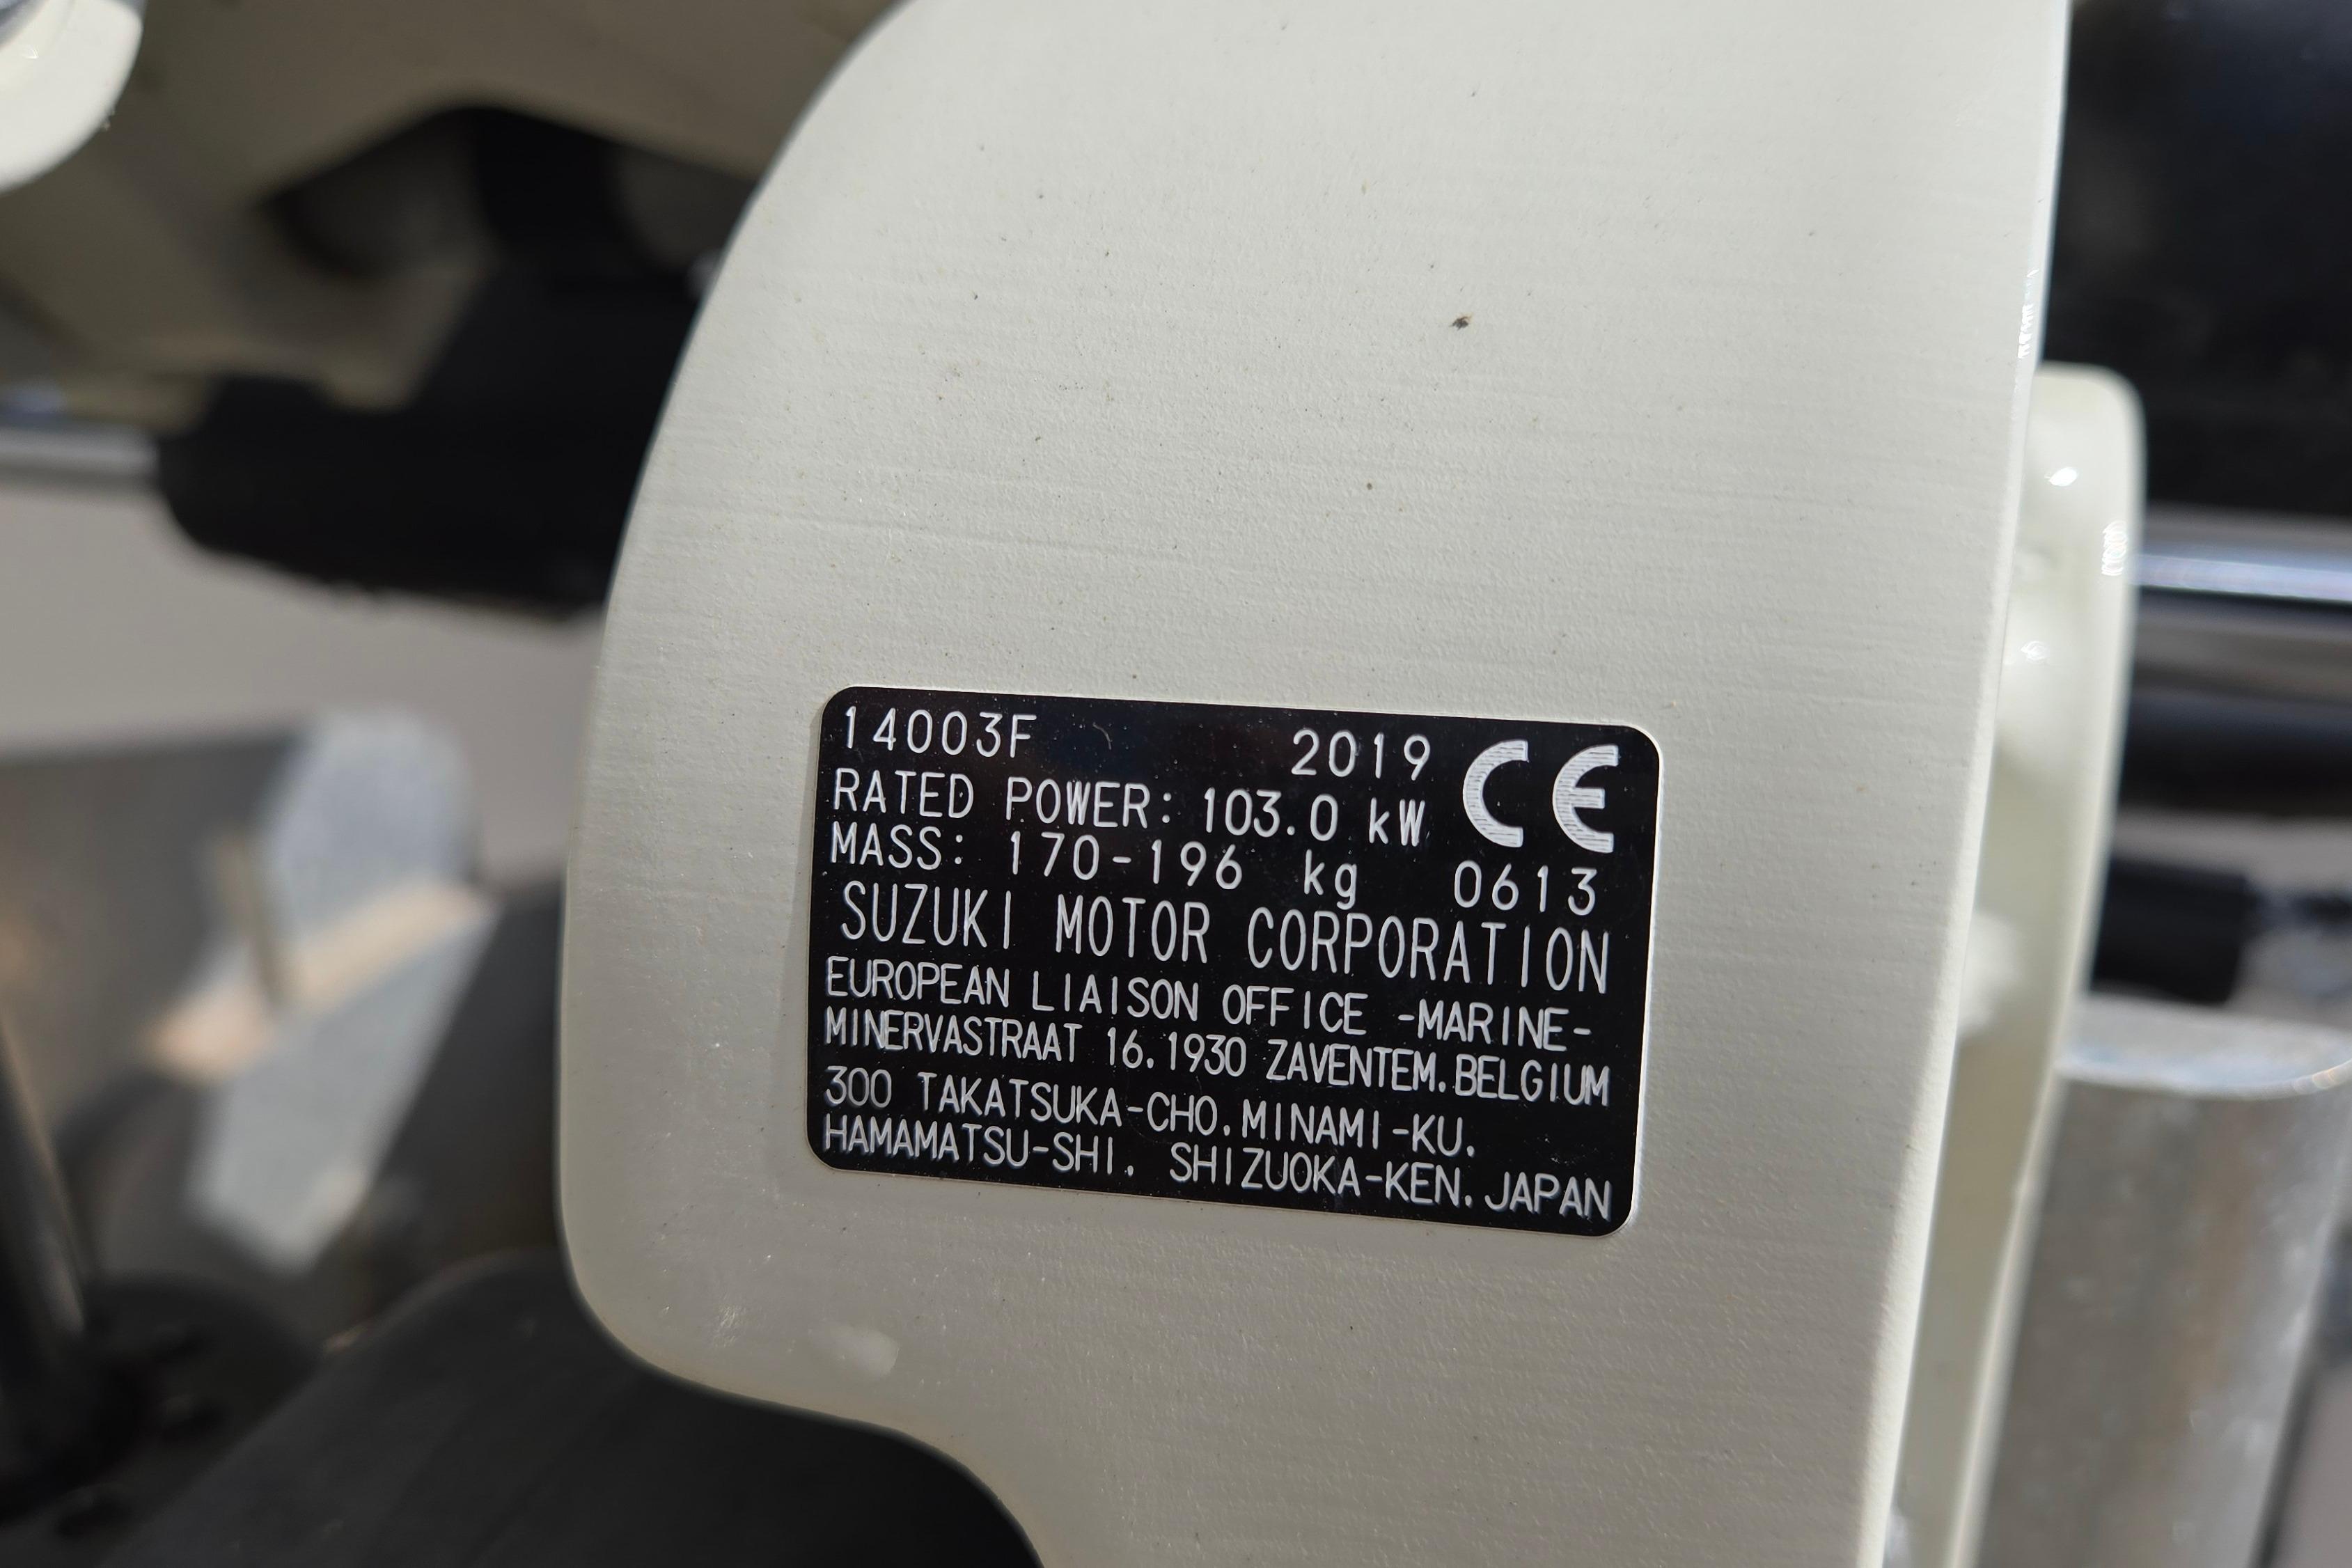 14003F 2019 CE
RATED POWER: 103.0 kW
MASS: 170-196 kg 0613
SUZUKI MOTOR CORPORATION
EUROPEAN LIAISON OFFICE -MARINE-
MINERVASTRAAT 16.1930 ZAVENTEM.BELGIUM
300 TAKATSUKA-CHO.MINAMI-KU.
HAMAMATSU-SHI. SHIZUOKA-KEN.JAPAN